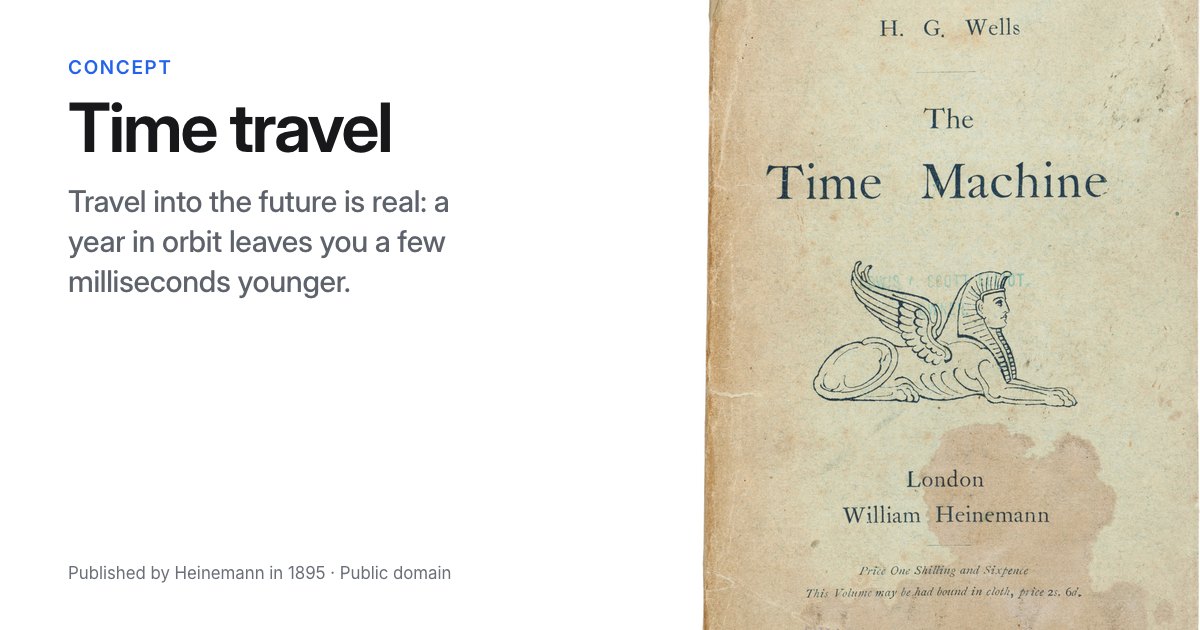 CONCEPT
Time travel
Travel into the future is real: a
year in orbit leaves you a few
milliseconds younger.
Published by Heinemann in 1895 · Public domain
H. G. Wells
The
Time Machine
London
William Heinemann
Price One Shilling and Sixpence
This Volume may be had bound in cloth, price 2s. 6d.